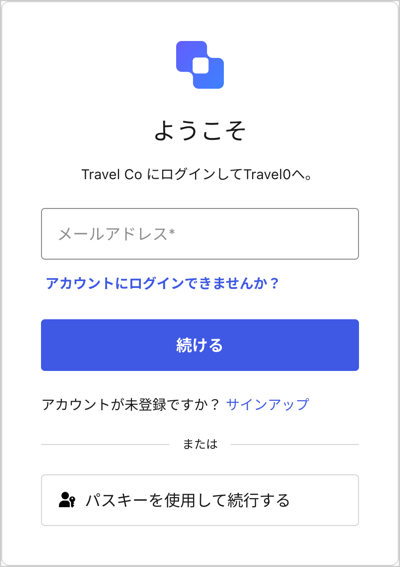 ようこそ
Travel Co にログインしてTravel0へ。
メールアドレス*
アカウントにログインできませんか？
続ける
アカウントが未登録ですか？ サインアップ
または
パスキーを使用して続行する